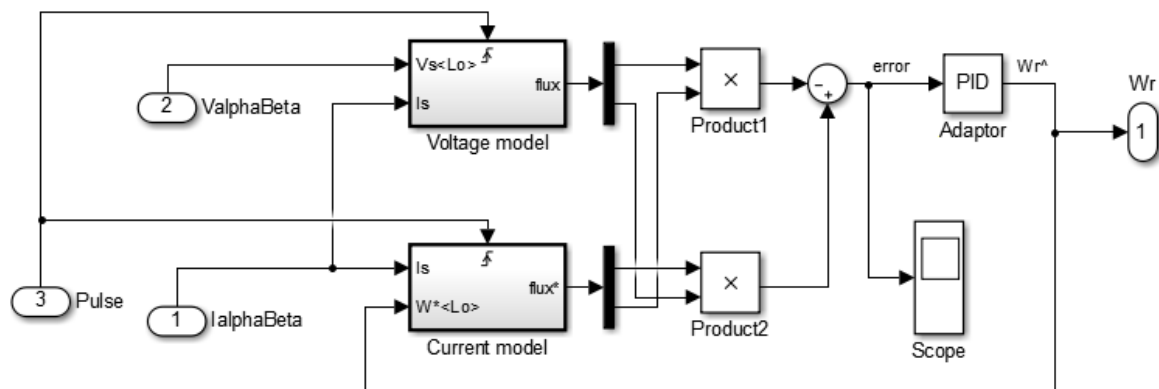 Vs<Lo>
flux
Is
Voltage model
2
ValphaBeta
×
Product1
-
+
error
PID
Adaptor
Wr^
Wr
1
Is
flux*
W*<Lo>
Current model
3
Pulse
1
IalphaBeta
×
Product2
Scope